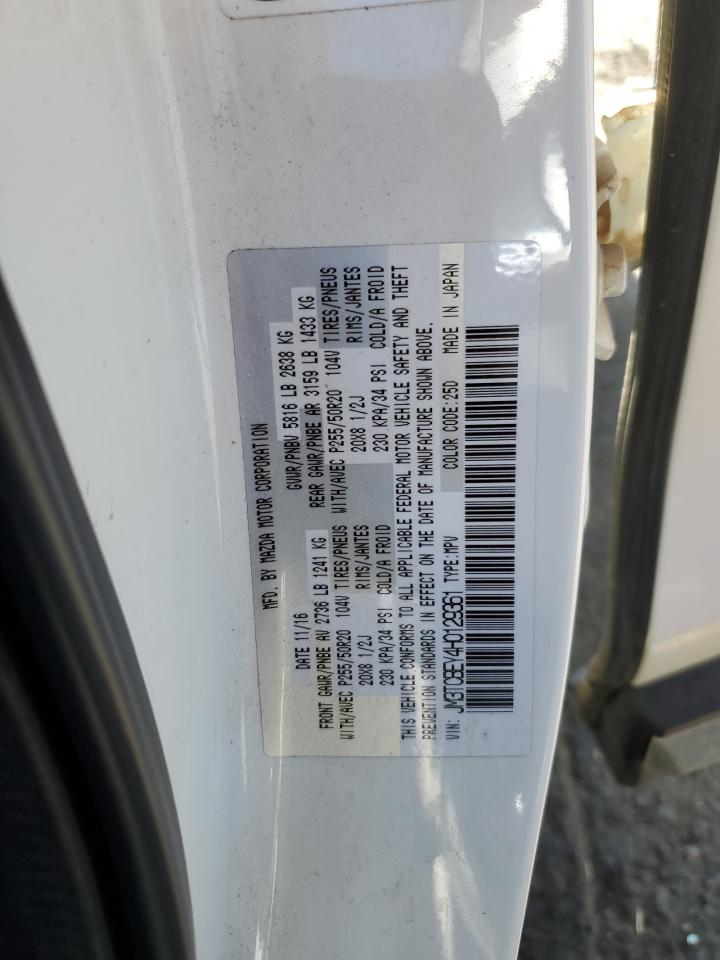 MFD. BY MAZDA MOTOR CORPORATION
DATE 11/16 GVWR/PNBV 5816 LB 2638 KG
FRONT GAWR/PNBE AV 2736 LB 1241 KG REAR GAWR/PNBE AR 3159 LB 1433 KG
WITH/AVEC P255/50R20 104V TIRES/PNEUS WITH/AVEC P255/50R20 104V TIRES/PNEUS
20X8 1/2J RIMS/JANTES 20X8 1/2J RIMS/JANTES
230 KPA/34 PSI COLD/A FROID 230 KPA/34 PSI COLD/A FROID
THIS VEHICLE CONFORMS TO ALL APPLICABLE FEDERAL MOTOR VEHICLE SAFETY AND THEFT
PREVENTION STANDARDS IN EFFECT ON THE DATE OF MANUFACTURE SHOWN ABOVE.
VIN: JM3TCBEY4H0129361 TYPE:MPV COLOR CODE:25D MADE IN JAPAN